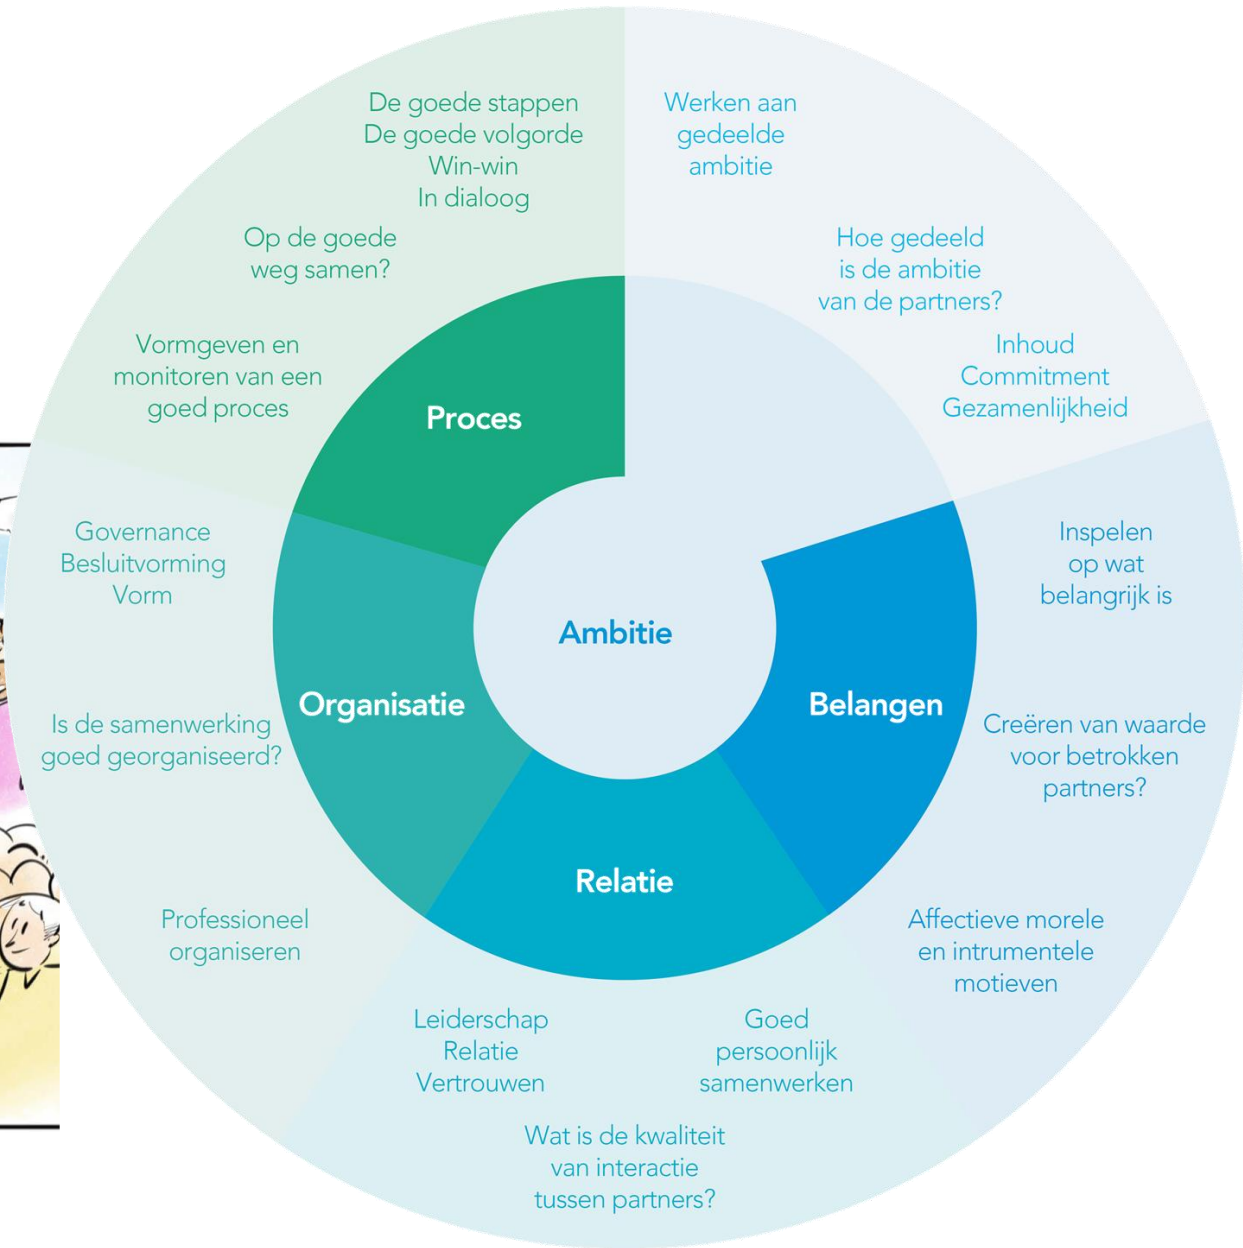 De goede stappen
De goede volgorde
Win-win
In dialoog
Op de goede
weg samen?
Vormgeven en
monitoren van een
goed proces
Proces
Werken aan
gedeelde
ambitie
Hoe gedeeld
is de ambitie
van de partners?
Inhoud
Commitment
Gezamenlijkheid
Ambitie
Inspelen
op wat
belangrijk is
Creëren van waarde
voor betrokken
partners?
Affectieve morele
en intrumentele
motieven
Belangen
Goed
persoonlijk
samenwerken
Wat is de kwaliteit
van interactie
tussen partners?
Leiderschap
Relatie
Vertrouwen
Relatie
Professioneel
organiseren
Is de samenwerking
goed georganiseerd?
Governance
Besluitvorming
Vorm
Organisatie